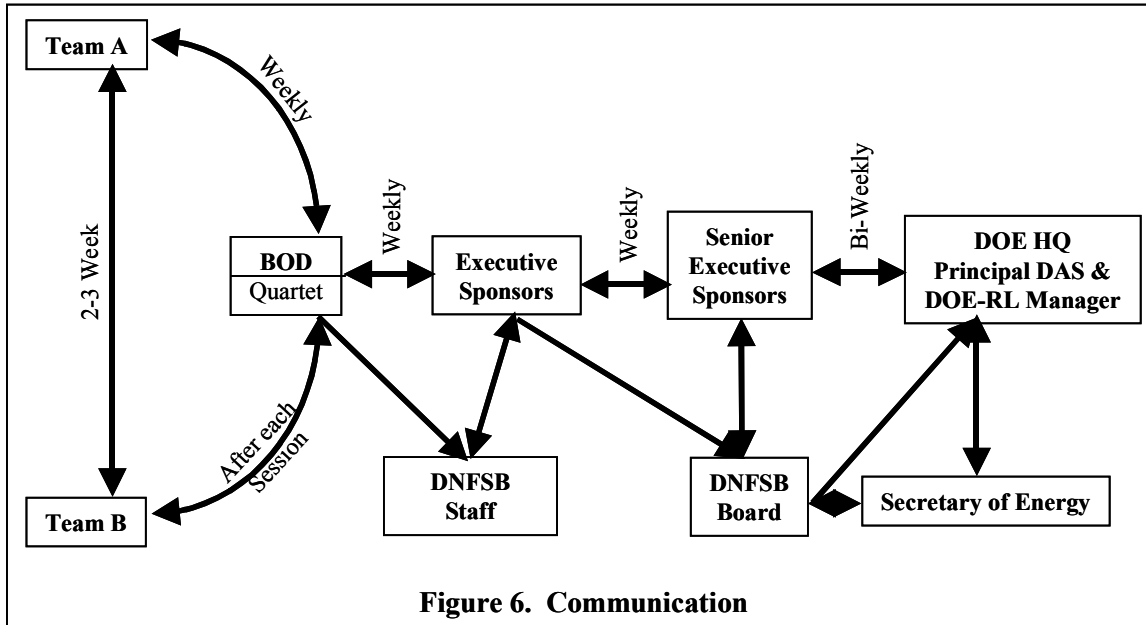 Team A
Weekly
2-3 Week
BOD
Quartet
Weekly
Executive
Sponsors
Weekly
Senior
Executive
Sponsors
Bi-Weekly
DOE HQ
Principal DAS &
DOE-RL Manager
After each
Session
Team B
DNFSB
Staff
DNFSB
Board
Secretary of Energy
Figure 6. Communication